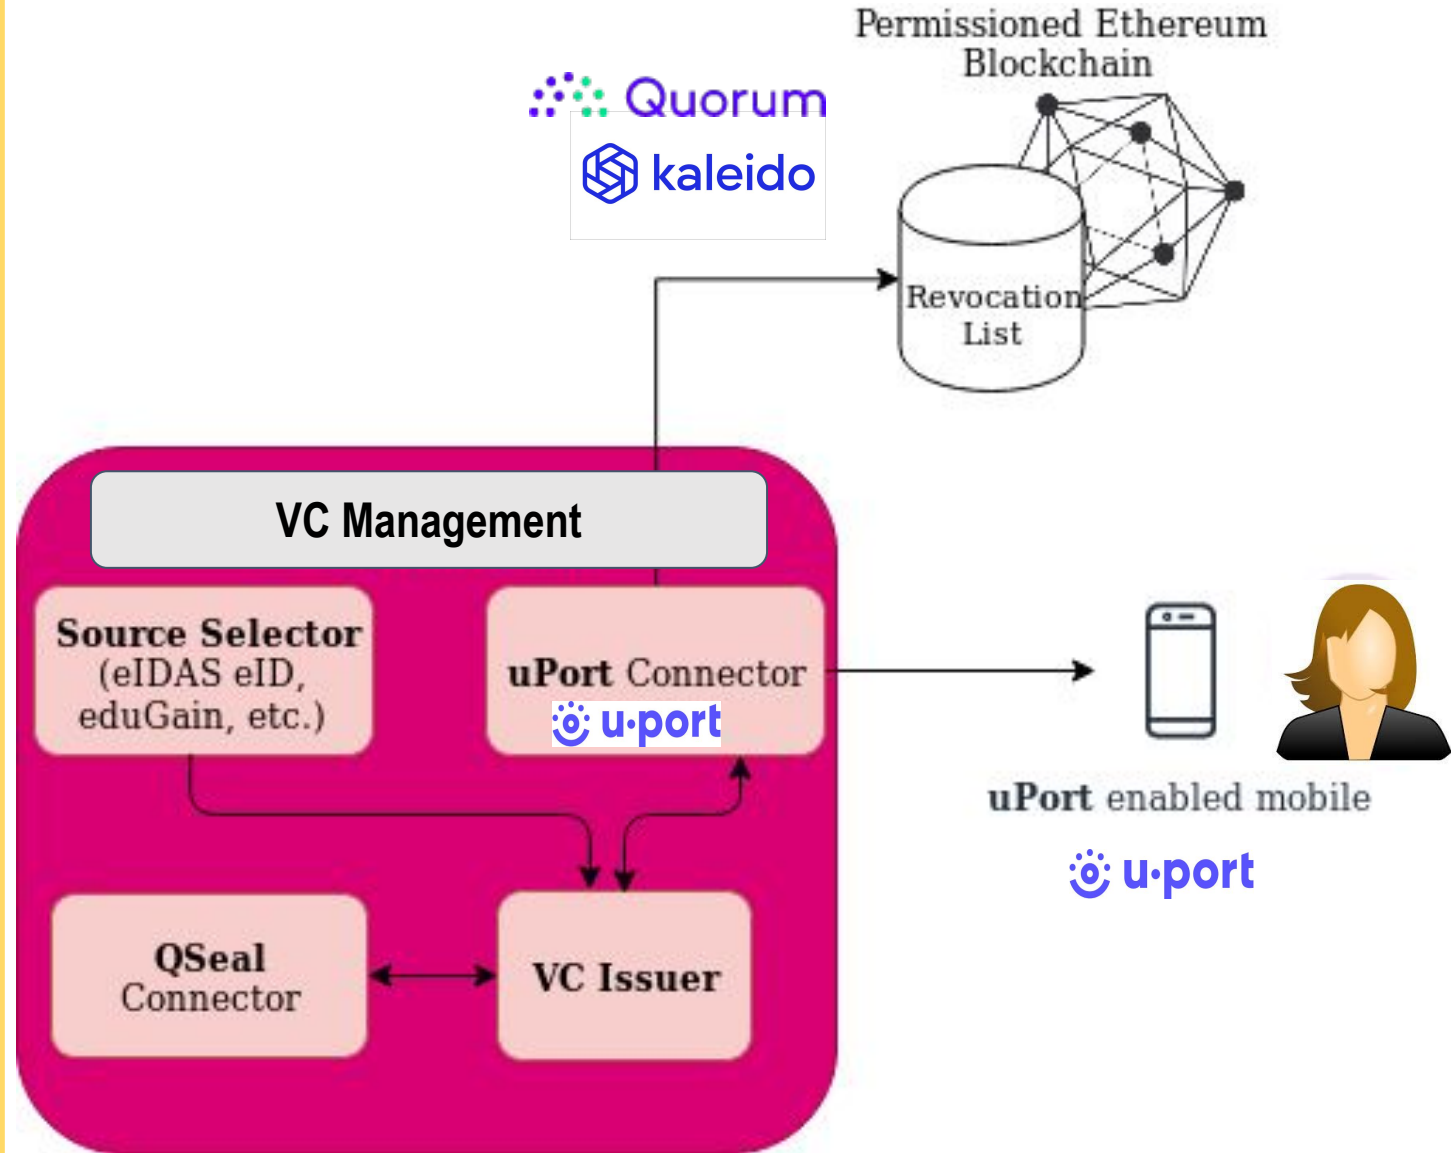 Permissioned Ethereum
Blockchain
Quorum
kaleido
Revocation
List
VC Management
Source Selector
(eIDAS eID,
eduGain, etc.)
uPort Connector
u·port
uPort enabled mobile
u·port
QSeal
Connector
VC Issuer